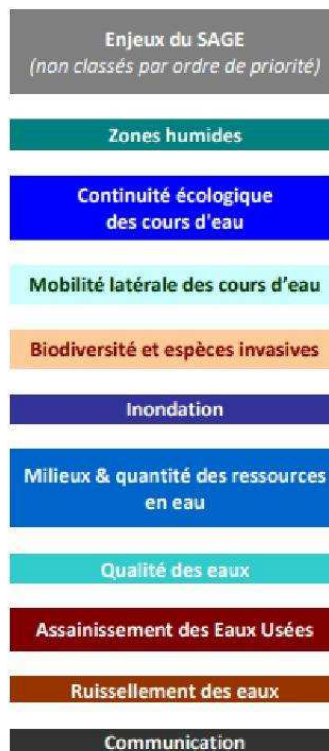 Enjeux du SAGE
(non classés par ordre de priorité)
Zones humides
Continuité écologique
des cours d'eau
Mobilité latérale des cours d'eau
Biodiversité et espèces invasives
Inondation
Milieux & quantité des ressources
en eau
Qualité des eaux
Assainissement des Eaux Usées
Ruissellement des eaux
Communication